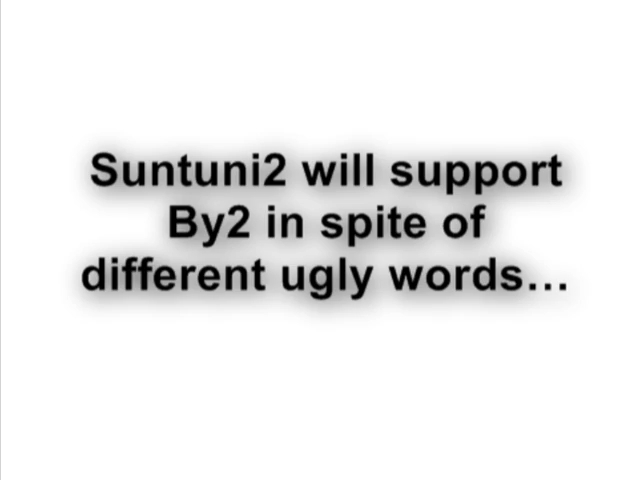 Suntuni2 will support
By2 in spite of
different ugly words...